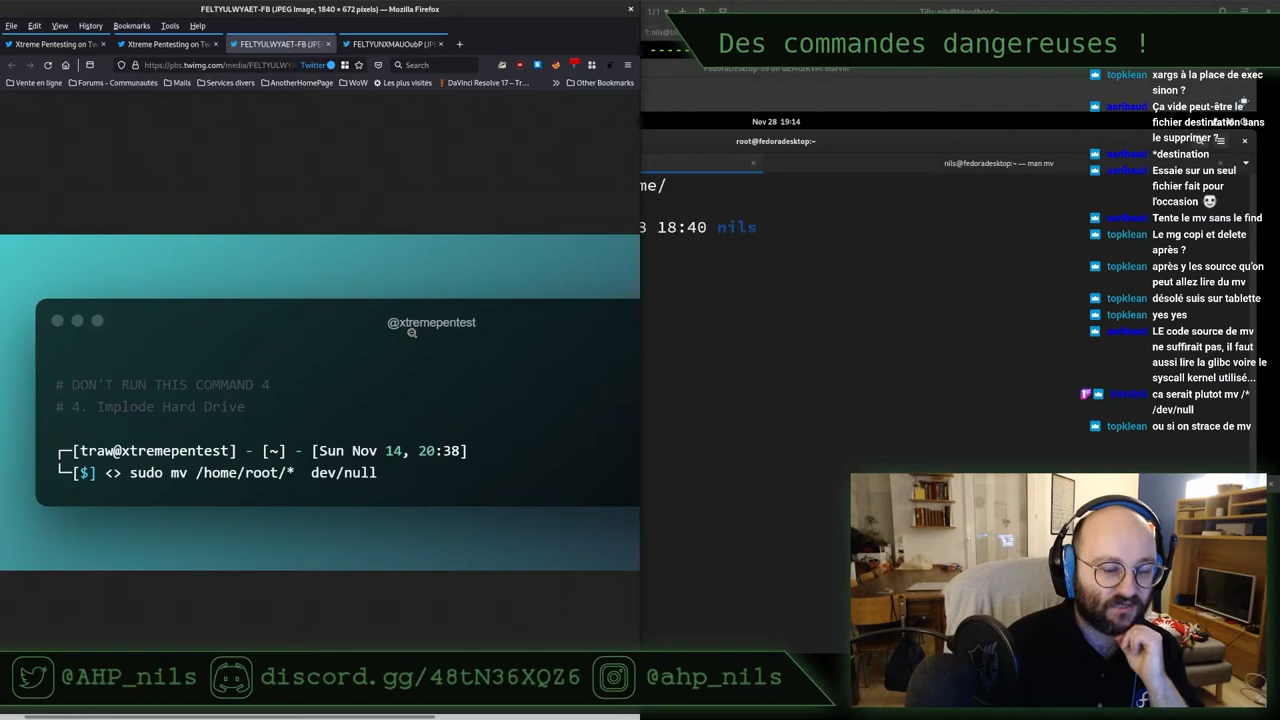 FELTYULWYAET-FB (JPEG Image, 1840 × 672 pixels) — Mozilla Firefox
File Edit View History Bookmarks Tools Help
Xtreme Pentesting on Tw
Xtreme Pentesting on Tw
FELTYULWYAET-FB (JPE
FELTYUNXMAUOubP (JP
https://pbs.twimg.com/media/FELTYULWY
Twitter
Search
Vente en ligne
Forums - Communautés
Mails
Services divers
AnotherHomePage
WoW
Les plus visités
DaVinci Resolve 17 – Tr…
Other Bookmarks
@xtremepentest
# DON'T RUN THIS COMMAND 4
# 4. Implode Hard Drive
┌─[traw@xtremepentest] - [~] - [Sun Nov 14, 20:38]
└─[$] <> sudo mv /home/root/* dev/null
1/1
Des commandes dangereuses !
Nov 28 19:14
root@fedoradesktop:~
nils@fedoradesktop:~ — man mv
me/
18:40 nils
topklean xargs à la place de exec
sinon ?
aaribaud Ça vide peut-être le
fichier destination sans
le supprimer ?
aaribaud *destination
aaribaud Essaie sur un seul
fichier fait pour
l'occasion
aaribaud Tente le mv sans le find
topklean Le mg copi et delete
après ?
topklean après y les source qu'on
peut allez lire du mv
topklean désolé suis sur tablette
topklean yes yes
aaribaud LE code source de mv
ne suffirait pas, il faut
aussi lire la glibc voire le
syscall kernel utilisé...
ca serait plutot mv /*
/dev/null
topklean ou si on strace de mv
@AHP_nils
discord.gg/48tN36XQZ6
@ahp_nils